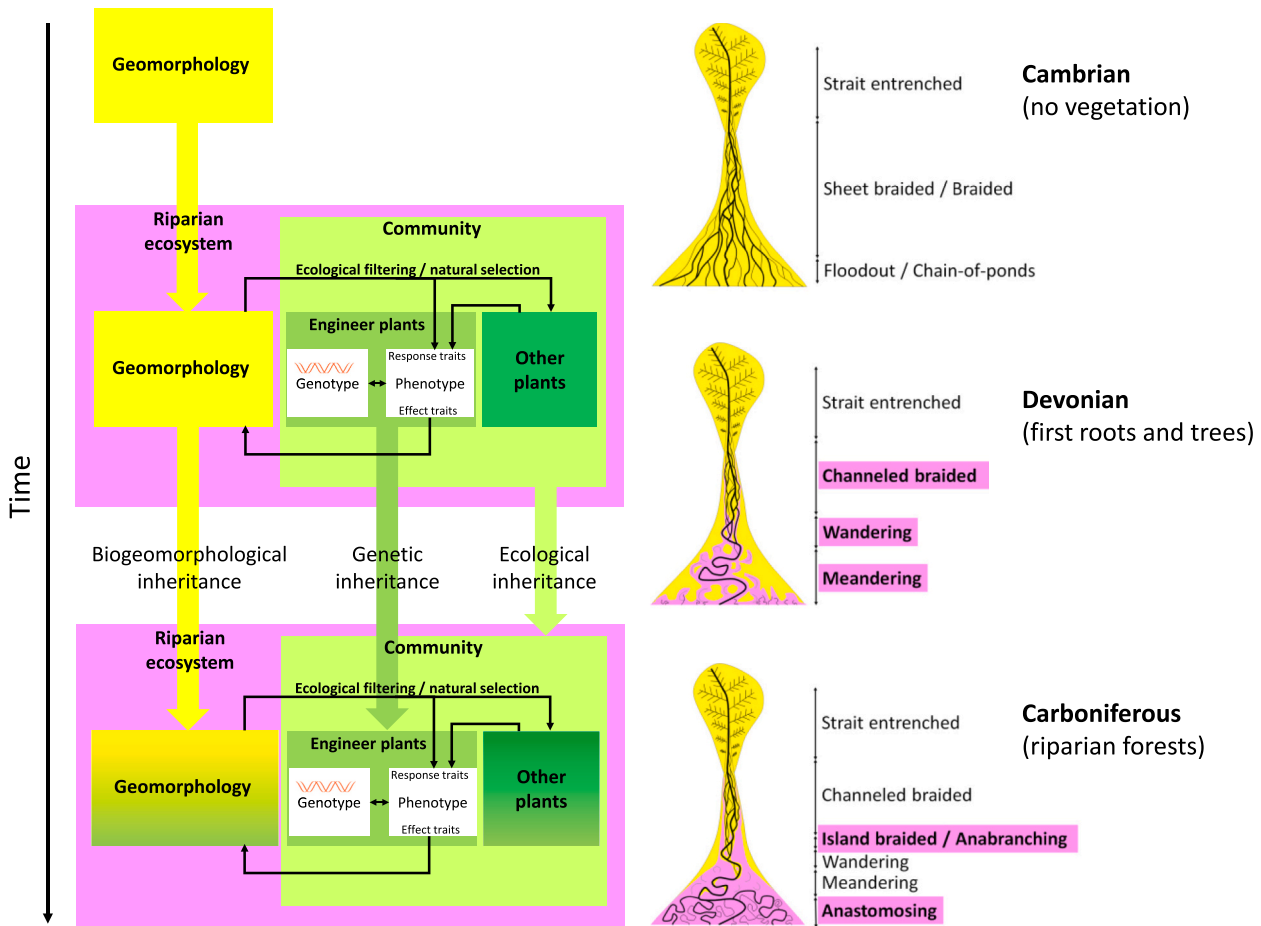 Time
Geomorphology
Riparian
ecosystem
Community
Ecological filtering / natural selection
Geomorphology
Engineer plants
Genotype
Response traits
Phenotype
Effect traits
Other
plants
Biogeomorphological
inheritance
Genetic
inheritance
Ecological
inheritance
Riparian
ecosystem
Community
Ecological filtering / natural selection
Geomorphology
Engineer plants
Genotype
Response traits
Phenotype
Effect traits
Other
plants
Strait entrenched
Sheet braided / Braided
Floodout / Chain-of-ponds
Cambrian
(no vegetation)
Strait entrenched
Channeled braided
Wandering
Meandering
Devonian
(first roots and trees)
Strait entrenched
Channeled braided
Island braided / Anabranching
Wandering
Meandering
Anastomosing
Carboniferous
(riparian forests)